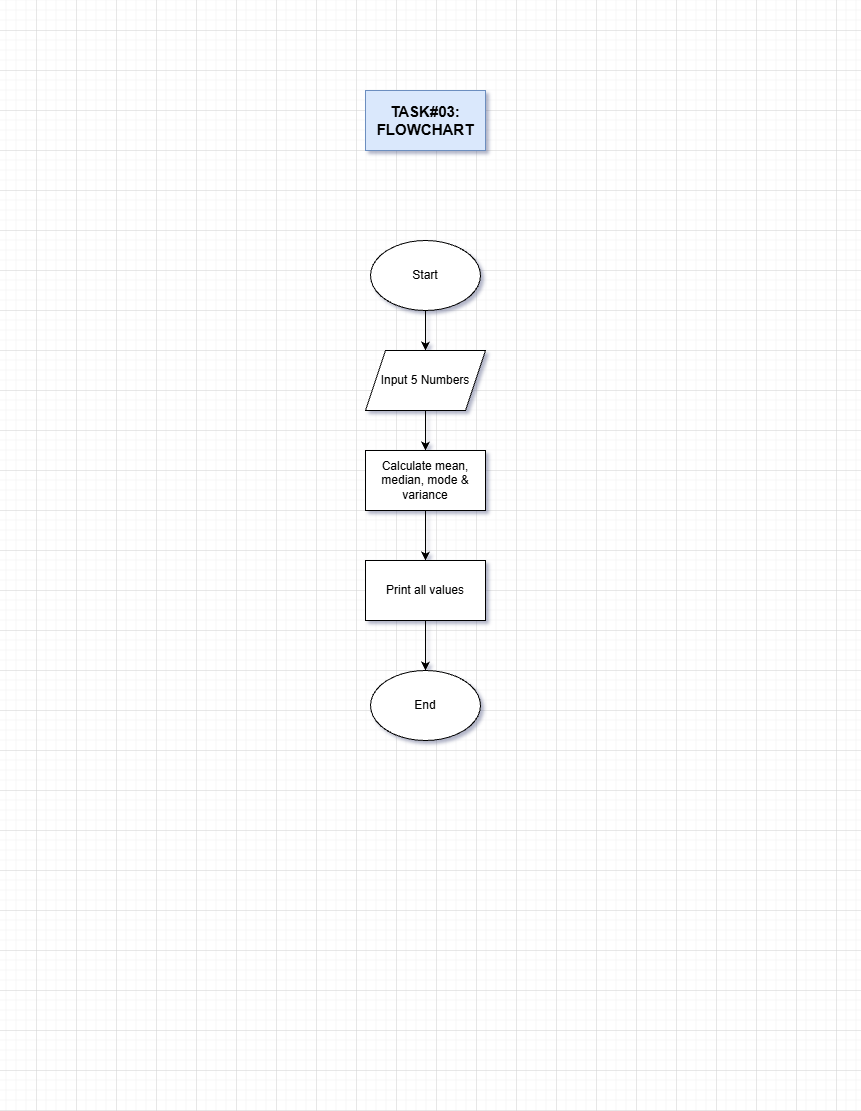 TASK#03:
FLOWCHART
Start
Input 5 Numbers
Calculate mean,
median, mode &
variance
Print all values
End